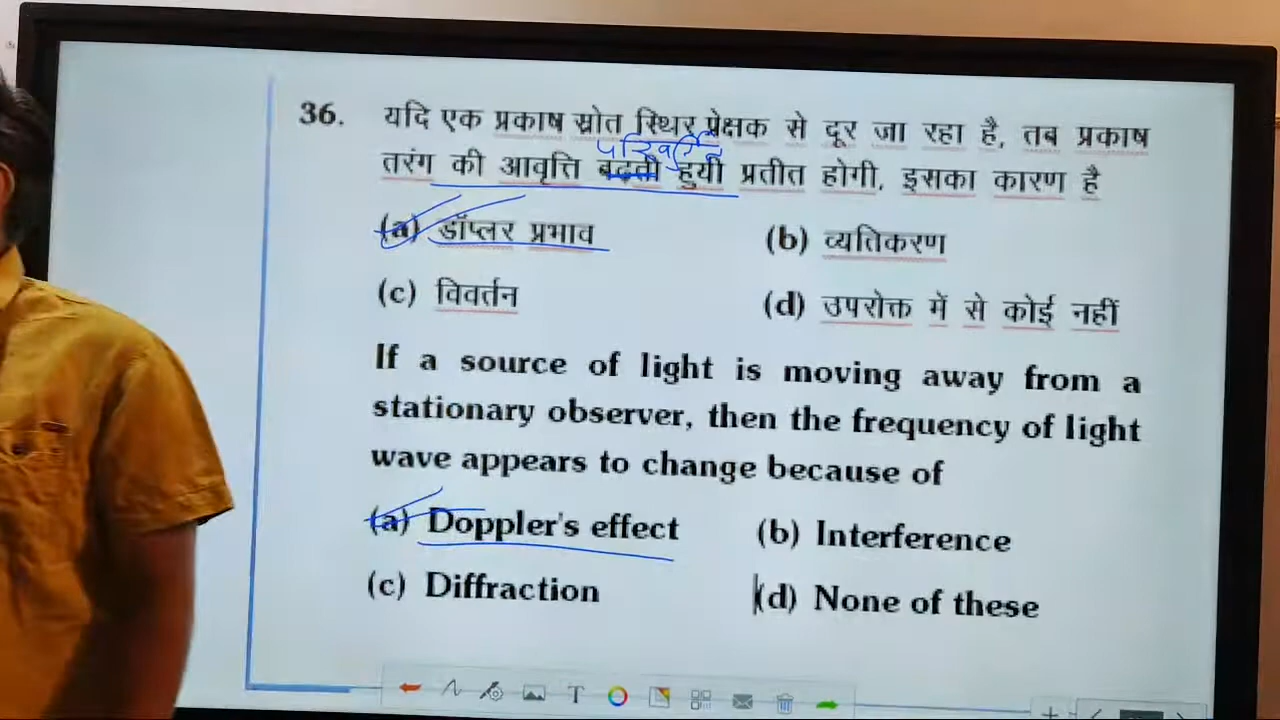 36. यदि एक प्रकाष स्रोत स्थिर प्रेक्षक से दूर जा रहा है, तब प्रकाष
परिवर्तित
तरंग की आवृत्ति बढ़ती हुयी प्रतीत होगी, इसका कारण है
(a) डॉप्लर प्रभाव (b) व्यतिकरण
(c) विवर्तन (d) उपरोक्त में से कोई नहीं
If a source of light is moving away from a
stationary observer, then the frequency of light
wave appears to change because of
(a) Doppler's effect (b) Interference
(c) Diffraction (d) None of these